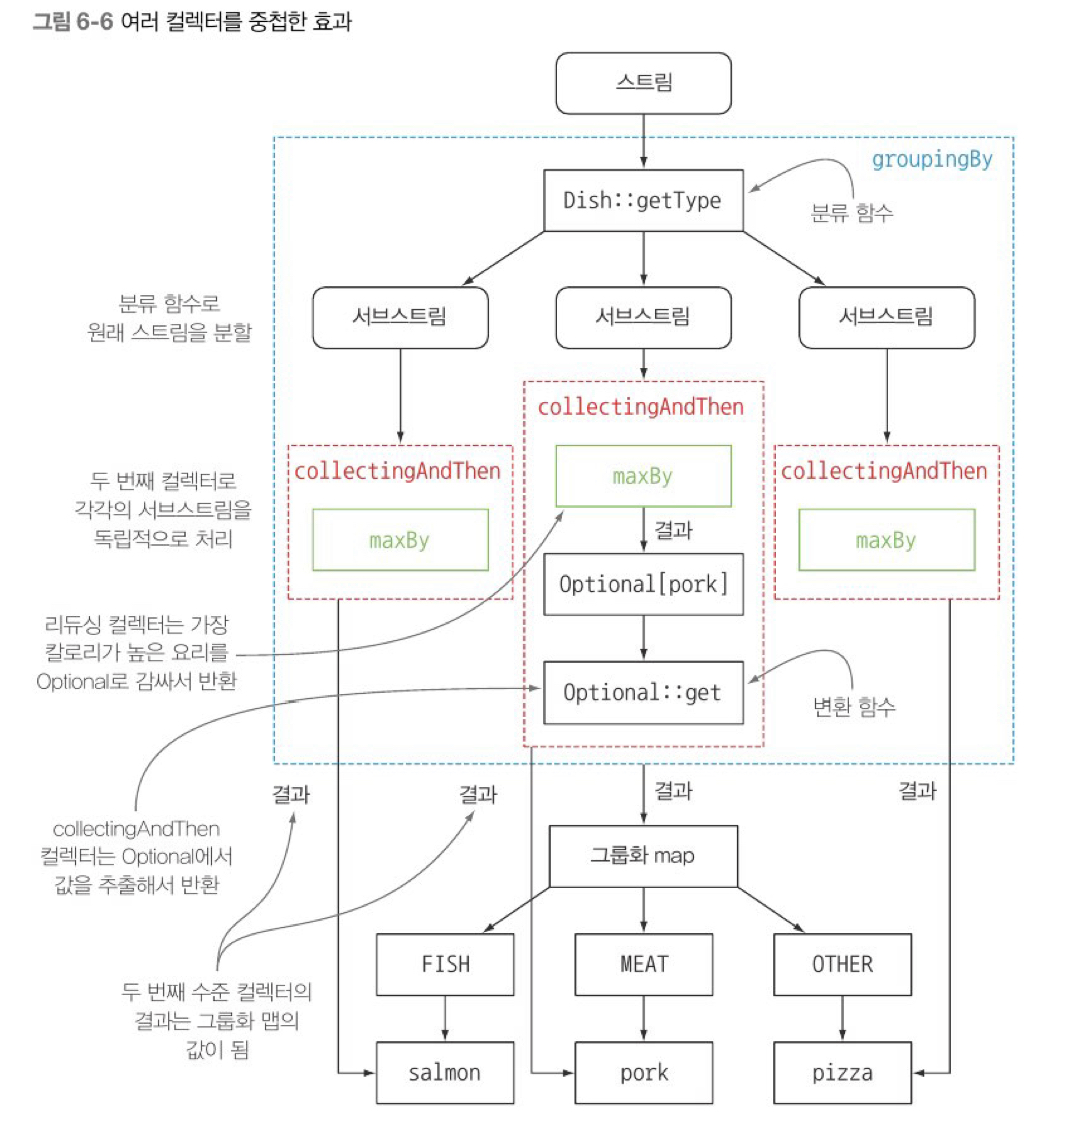 그림 6-6 여러 컬렉터를 중첩한 효과
스트림
groupingBy
Dish::getType
분류 함수
분류 함수로
원래 스트림을 분할
서브스트림
서브스트림
서브스트림
collectingAndThen
collectingAndThen
collectingAndThen
두 번째 컬렉터로
각각의 서브스트림을
독립적으로 처리
maxBy
maxBy
maxBy
결과
Optional[pork]
리듀싱 컬렉터는 가장
칼로리가 높은 요리를
Optional로 감싸서 반환
Optional::get
변환 함수
결과
결과
결과
결과
collectingAndThen
컬렉터는 Optional에서
값을 추출해서 반환
그룹화 map
FISH
MEAT
OTHER
두 번째 수준 컬렉터의
결과는 그룹화 맵의
값이 됨
salmon
pork
pizza